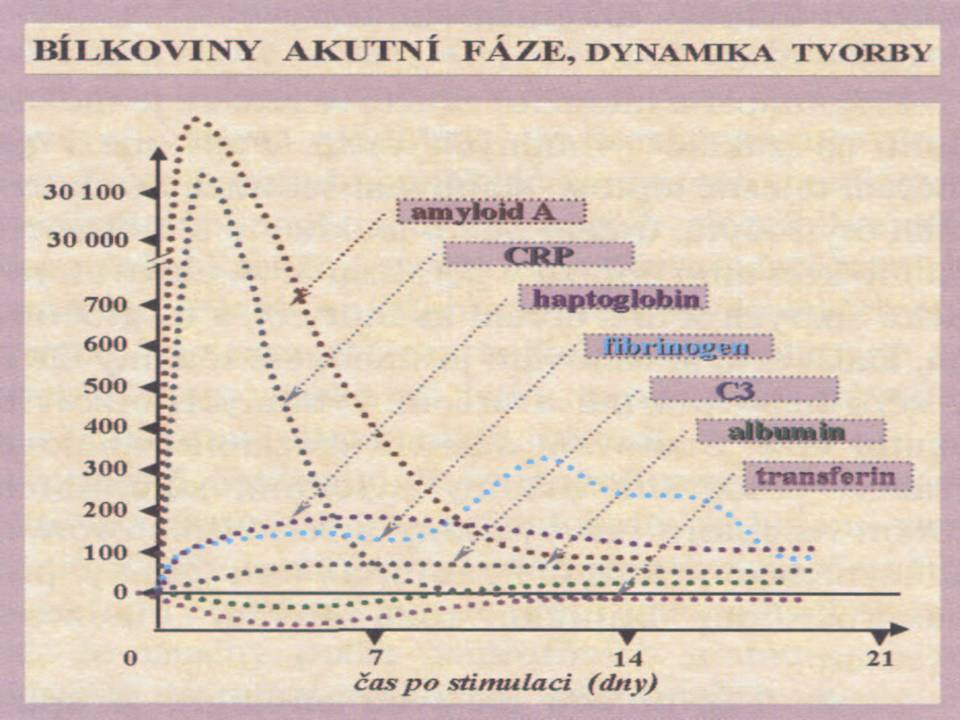 BÍLKOVINY AKUTNÍ FÁZE, DYNAMIKA TVORBY
30 100
30 000
700
600
500
400
300
200
100
0
amyloid A
CRP
haptoglobin
fibrinogen
C3
albumin
transferin
0 7 14 21
čas po stimulaci (dny)